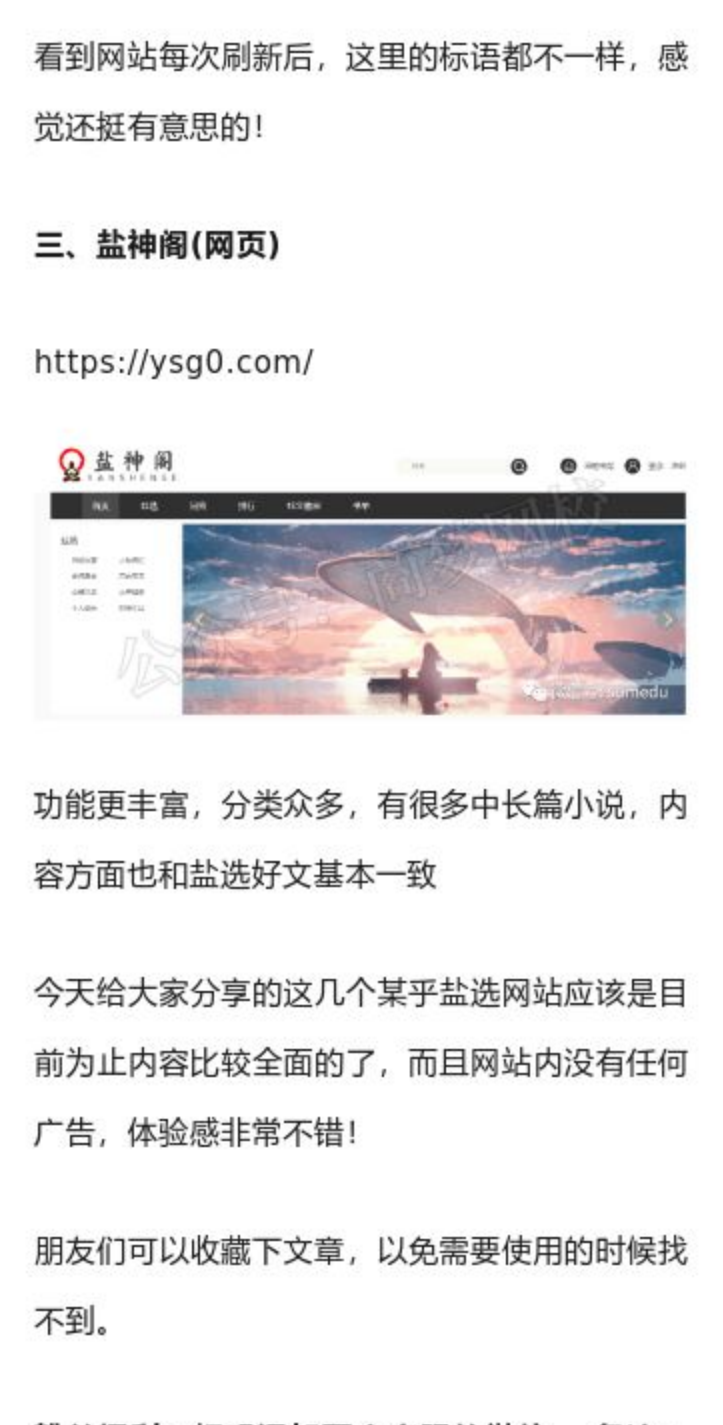 看到网站每次刷新后，这里的标语都不一样，感
觉还挺有意思的！
三、盐神阁(网页)
https://ysg0.com/
盐神阁
YANSHENGE
功能更丰富，分类众多，有很多中长篇小说，内
容方面也和盐选好文基本一致
今天给大家分享的这几个某乎盐选网站应该是目
前为止内容比较全面的了，而且网站内没有任何
广告，体验感非常不错！
朋友们可以收藏下文章，以免需要使用的时候找
不到。